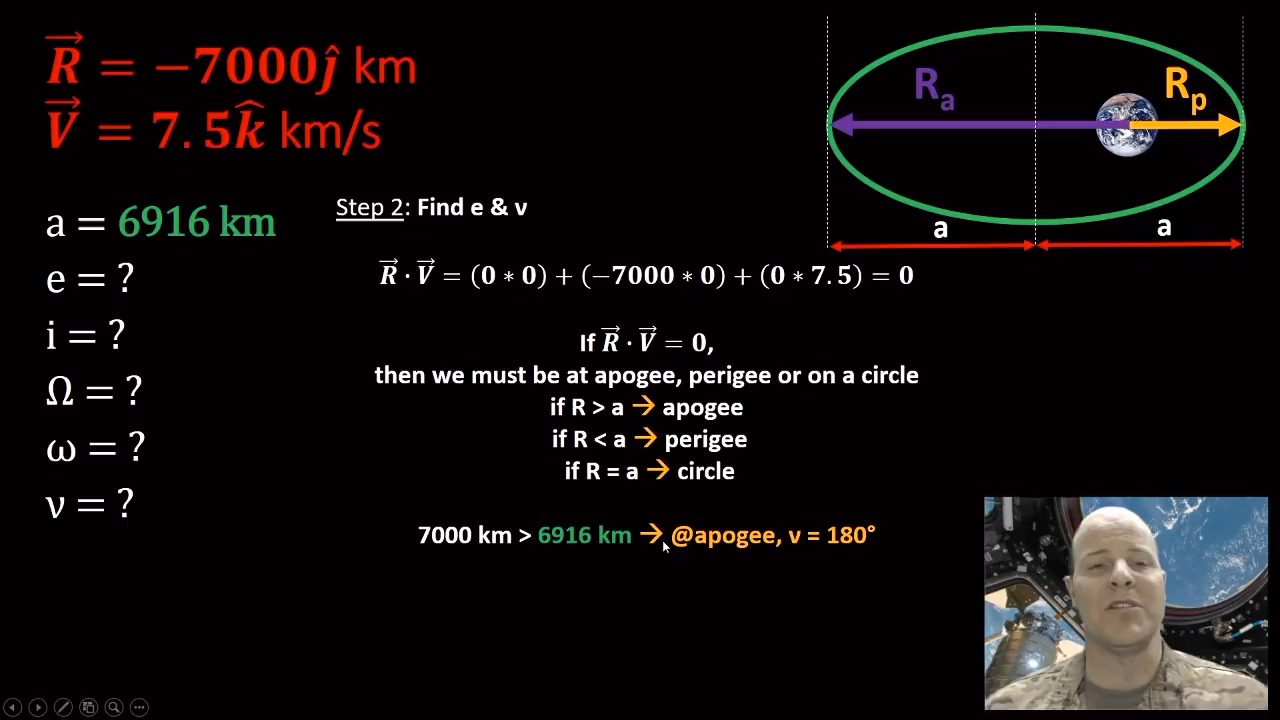 R⃗ = −7000ĵ km
V⃗ = 7.5k̂ km/s
a = 6916 km
e = ?
i = ?
Ω = ?
ω = ?
ν = ?
Step 2: Find e & ν
R⃗ · V⃗ = (0 * 0) + (−7000 * 0) + (0 * 7.5) = 0
If R⃗ · V⃗ = 0,
then we must be at apogee, perigee or on a circle
if R > a → apogee
if R < a → perigee
if R = a → circle
7000 km > 6916 km → @apogee, ν = 180°
Rₐ
Rₚ
a
a